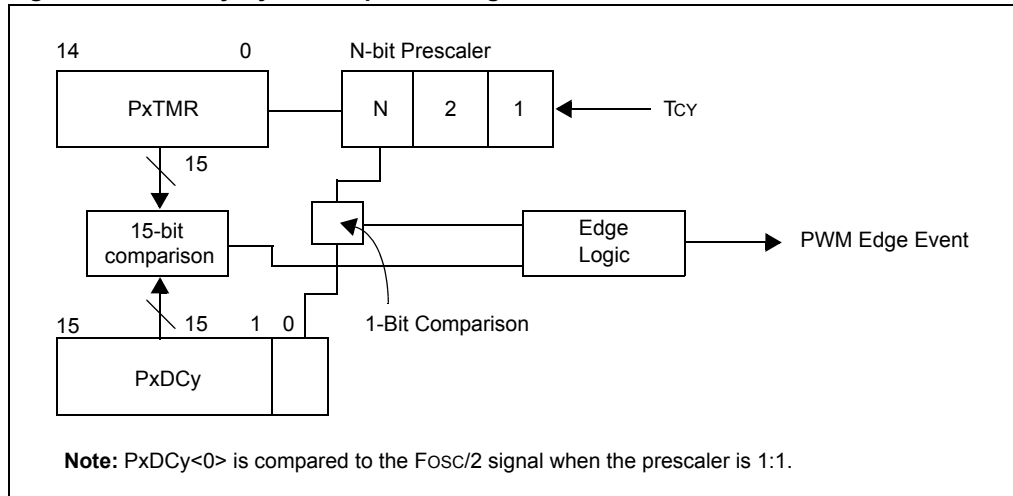 14 0 N-bit Prescaler
PxTMR N 2 1 TCY
15
15-bit
comparison
Edge
Logic
PWM Edge Event
15 15 1 0 1-Bit Comparison
PxDCy
Note: PxDCy<0> is compared to the FOSC/2 signal when the prescaler is 1:1.